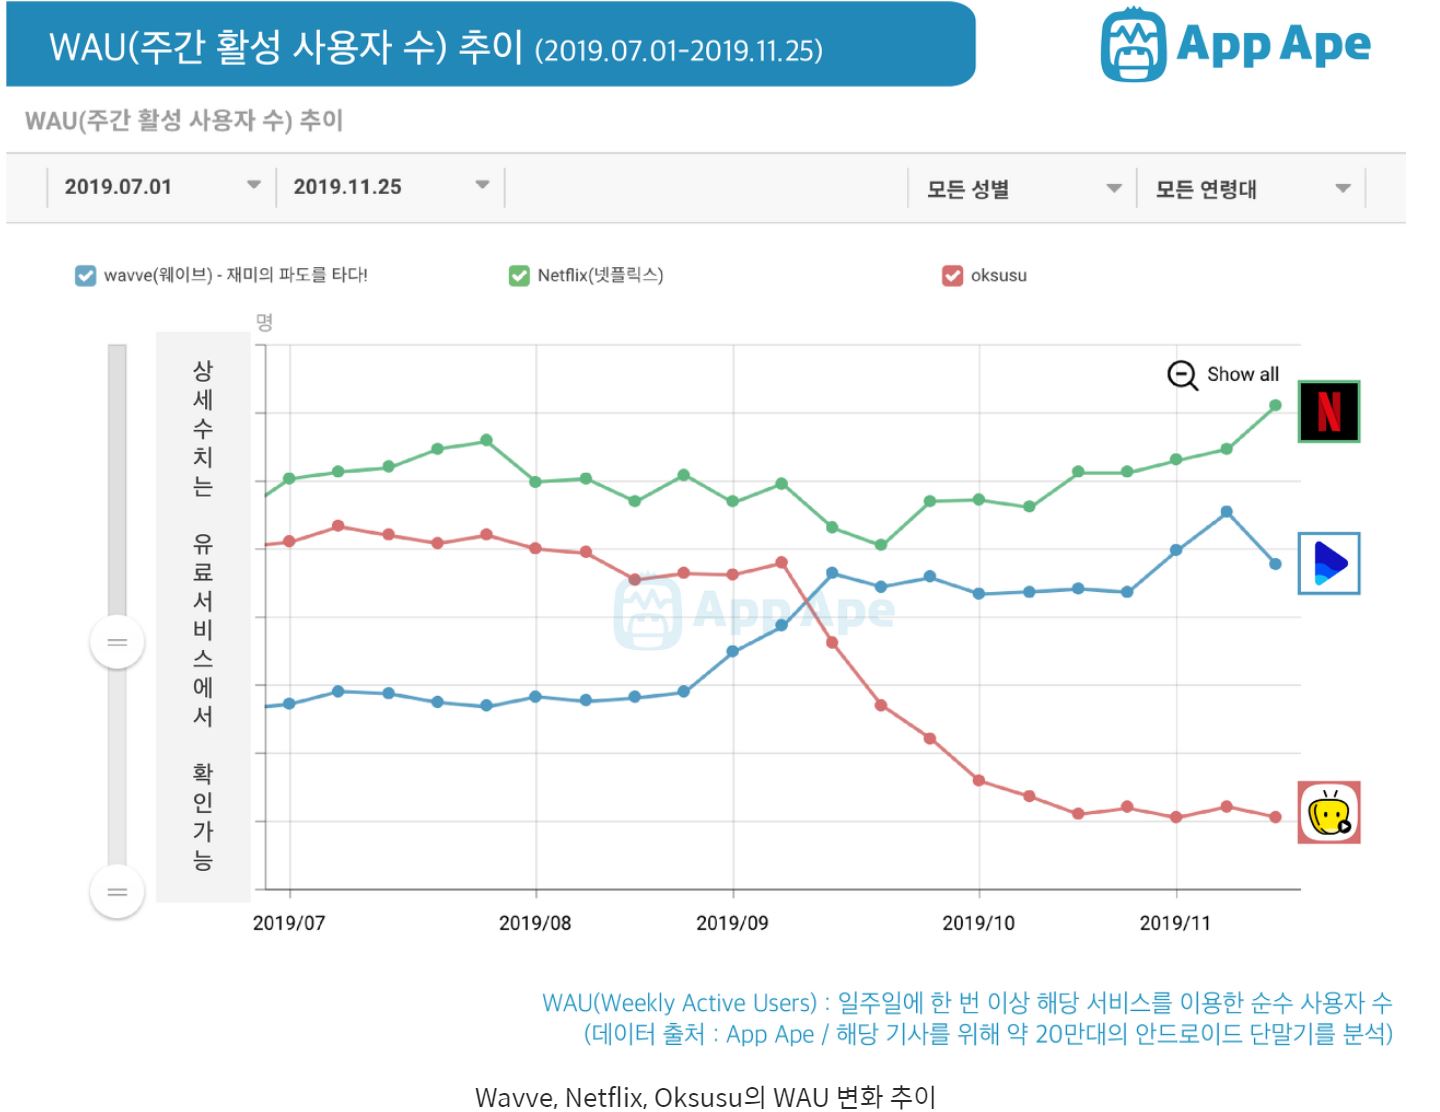 WAU(주간 활성 사용자 수) 추이 (2019.07.01-2019.11.25)
App Ape
WAU(주간 활성 사용자 수) 추이
2019.07.01
2019.11.25
모든 성별
모든 연령대
wavve(웨이브) - 재미의 파도를 타다!
Netflix(넷플릭스)
oksusu
명
상세수치는 유료서비스에서 확인가능
Show all
N
App Ape
2019/07
2019/08
2019/09
2019/10
2019/11
WAU(Weekly Active Users) : 일주일에 한 번 이상 해당 서비스를 이용한 순수 사용자 수
(데이터 출처 : App Ape / 해당 기사를 위해 약 20만대의 안드로이드 단말기를 분석)
Wavve, Netflix, Oksusu의 WAU 변화 추이